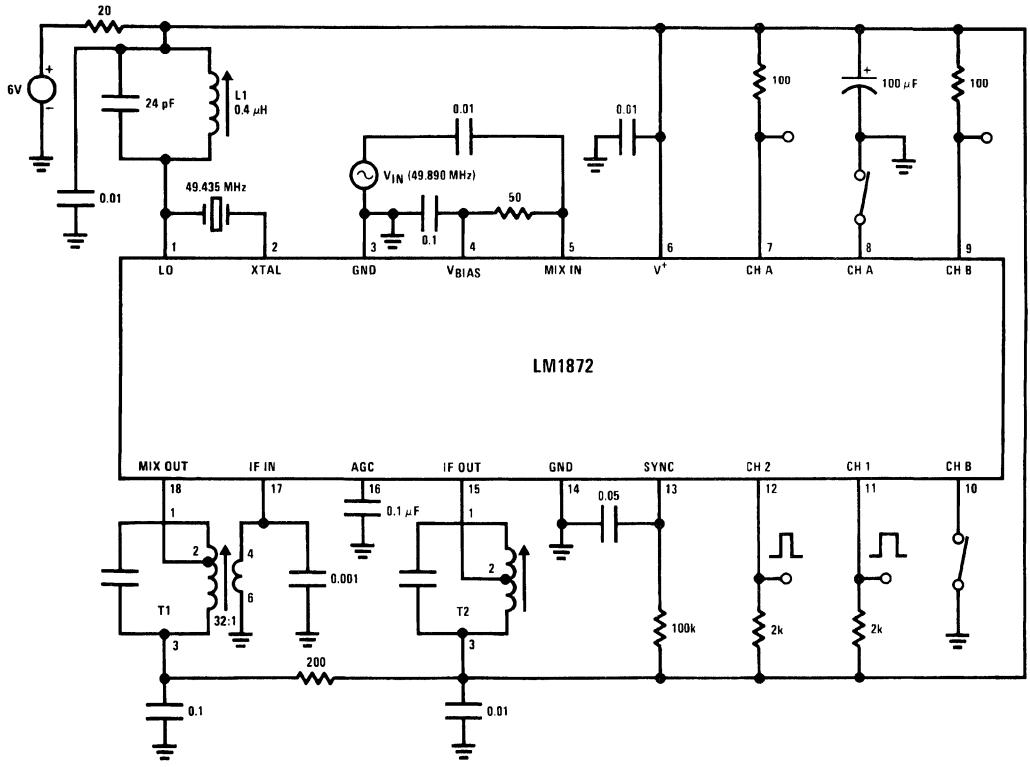 20
6V
+
−
24 pF
L1
0.4 μH
0.01
49.435 MHz
0.01
V_IN (49.890 MHz)
0.1
50
0.01
100
+
100 μF
100
1 2 3 4 5 6 7 8 9
LO XTAL GND V_BIAS MIX IN V⁺ CH A CH A CH B
LM1872
MIX OUT IF IN AGC IF OUT GND SYNC CH 2 CH 1 CH B
18 17 16 15 14 13 12 11 10
1
2
4
6
T1
32:1
3
0.001
0.1 μF
1
2
T2
3
0.05
100k
2k
2k
200
0.1
0.01